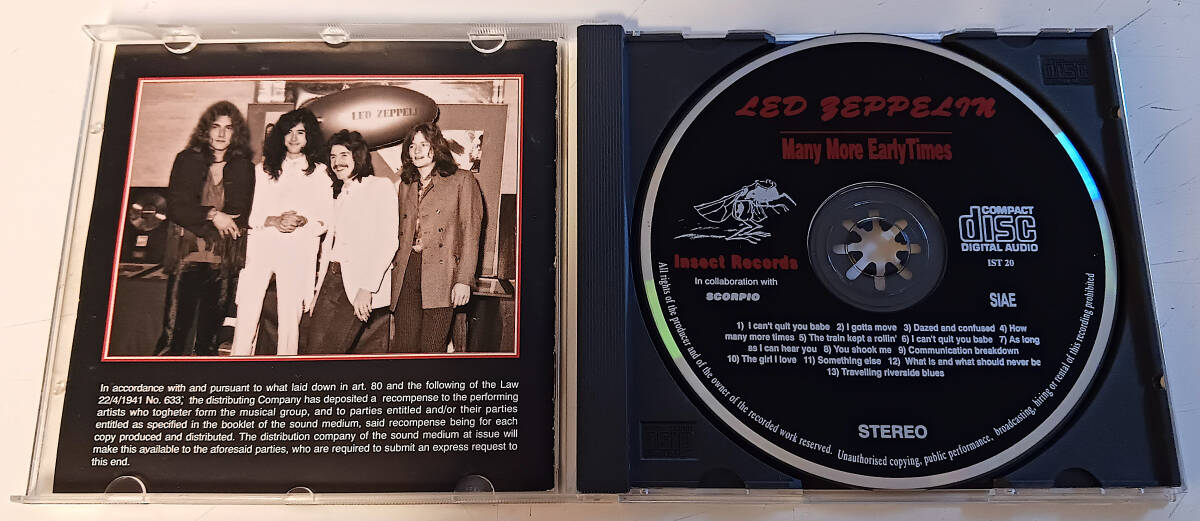 LED ZEPPELIN
In accordance with and pursuant to what laid down in art. 80 and the following of the Law
22/4/1941 No. 633, the distributing Company has deposited a recompense to the performing
artists who togheter form the musical group, and to parties entitled and/or their parties
entitled as specified in the booklet of the sound medium, said recompense being for each
copy produced and distributed. The distribution company of the sound medium at issue will
make this available to the aforesaid parties, who are required to submit an express request to
this end.
LED ZEPPELIN
Many More EarlyTimes
Insect Records
In collaboration with
SCORPIO
COMPACT
disc
DIGITAL AUDIO
IST 20
SIAE
1) I can't quit you babe 2) I gotta move 3) Dazed and confused 4) How
many more times 5) The train kept a rollin' 6) I can't quit you babe 7) As long
as I can hear you 8) You shook me 9) Communication breakdown
10) The girl I love 11) Something else 12) What is and what should never be
13) Travelling riverside blues
STEREO
All rights of the producer and of the owner of the recorded work reserved. Unauthorised copying, public performance, broadcasting, hiring or rental of this recording prohibited
COMPACT
disc
COMPACT
disc